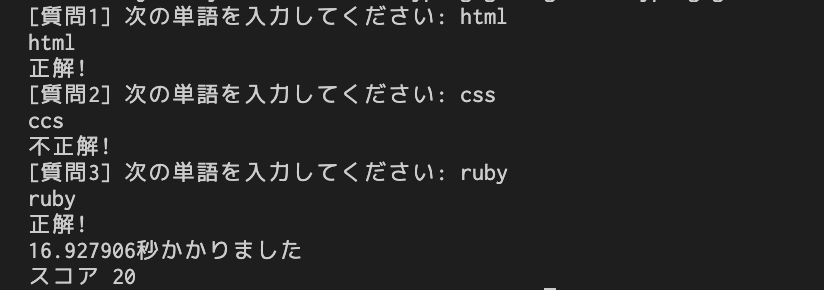 [質問1] 次の単語を入力してください: html
html
正解!
[質問2] 次の単語を入力してください: css
ccs
不正解!
[質問3] 次の単語を入力してください: ruby
ruby
正解!
16.927906秒かかりました
スコア 20